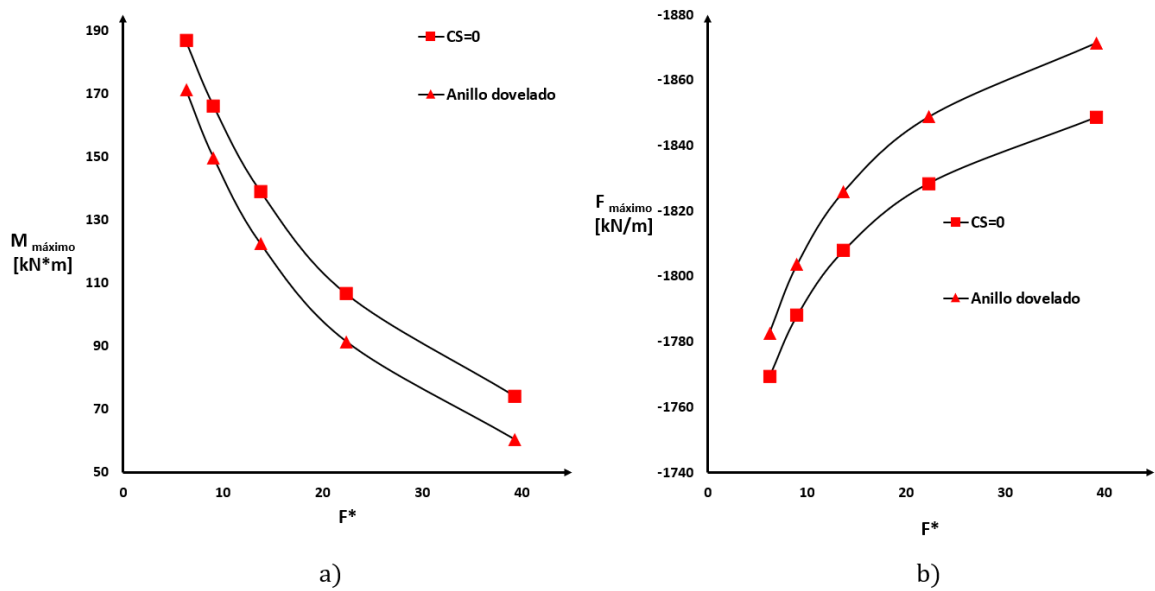 190
170
150
130
110
90
70
50
M máximo
[kN*m]
CS=0
Anillo dovelado
0 10 20 30 40
F*
a)
-1880
-1860
-1840
-1820
-1800
-1780
-1760
-1740
F máximo
[kN/m]
CS=0
Anillo dovelado
0 10 20 30 40
F*
b)